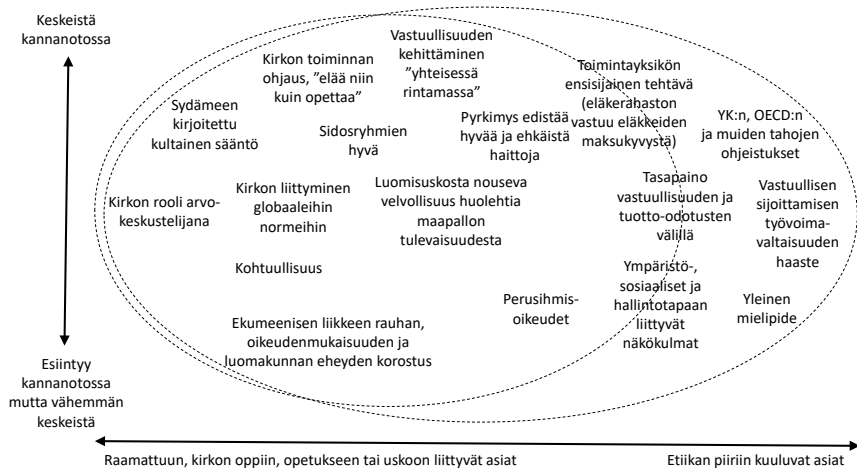 Keskeistä
kannanotossa
Kirkon toiminnan
ohjaus, ”elää niin
kuin opettaa”
Vastuullisuuden
kehittäminen
”yhteisessä
rintamassa”
Toimintayksikön
ensisijainen tehtävä
(eläkerahaston
vastuu eläkkeiden
maksukyvystä)
Sydämeen
kirjoitettu
kultainen sääntö
Sidosryhmien
hyvä
Pyrkimys edistää
hyvää ja ehkäistä
haittoja
YK:n, OECD:n
ja muiden tahojen
ohjeistukset
Kirkon rooli arvo-
keskustelijana
Kirkon liittyminen
globaaleihin
normeihin
Luomisuskosta nouseva
velvollisuus huolehtia
maapallon
tulevaisuudesta
Tasapaino
vastuullisuuden ja
tuotto-odotusten
välillä
Vastuullisen
sijoittamisen
työvoima-
valtaisuuden
haaste
Kohtuullisuus
Perusihmis-
oikeudet
Ympäristö-,
sosiaaliset ja
hallintotapaan
liittyvät
näkökulmat
Yleinen
mielipide
Ekumeenisen liikkeen rauhan,
oikeudenmukaisuuden ja
luomakunnan eheyden korostus
Esiintyy
kannanotossa
mutta vähemmän
keskeistä
Raamattuun, kirkon oppiin, opetukseen tai uskoon liittyvät asiat
Etiikan piiriin kuuluvat asiat